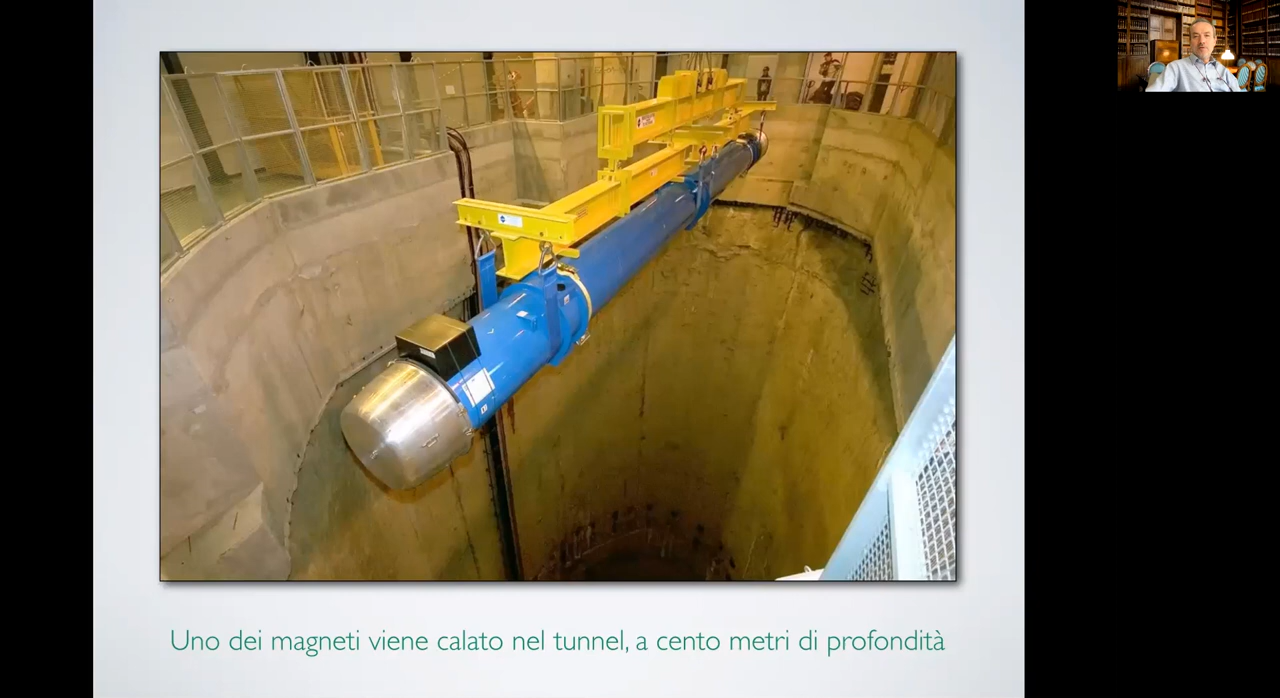 Uno dei magneti viene calato nel tunnel, a cento metri di profondità